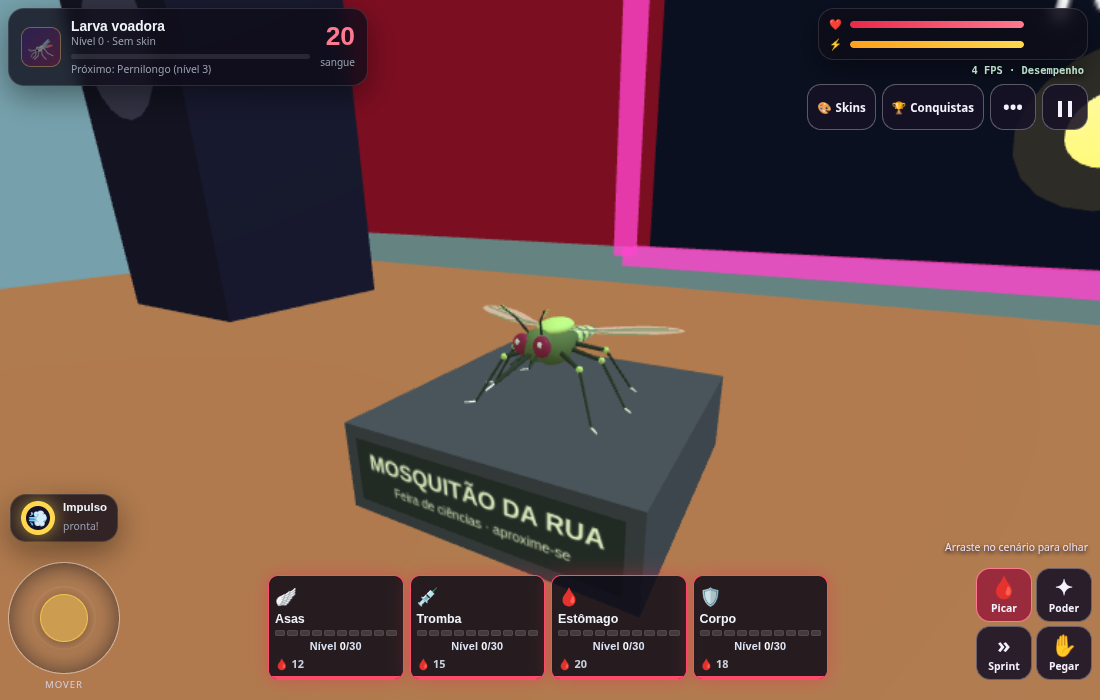 Larva voadora
Nível 0 · Sem skin
Próximo: Pernilongo (nível 3)
20
sangue
4 FPS · Desempenho
Skins
Conquistas
•••
MOSQUITÃO DA RUA
Feira de ciências · aproxime-se
Impulso
pronta!
MOVER
Asas
Nível 0/30
12
Tromba
Nível 0/30
15
Estômago
Nível 0/30
20
Corpo
Nível 0/30
18
Arraste no cenário para olhar
Picar
Poder
Sprint
Pegar